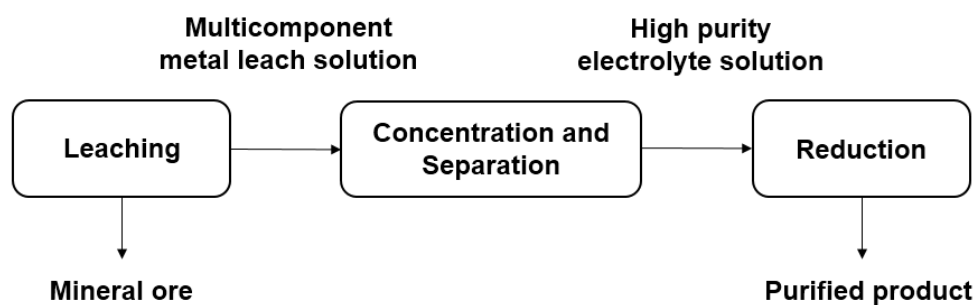 Multicomponent
metal leach solution
High purity
electrolyte solution
Leaching
Concentration and
Separation
Reduction
Mineral ore
Purified product